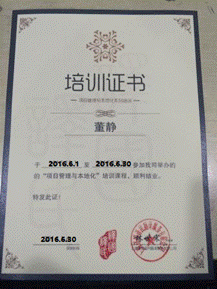 培训证书
董静
于 2016.6.1 至 2016.6.30 参加我司举办的
的“项目管理与本地化”培训课程，顺利结业。
特发此证！
2016.6.30